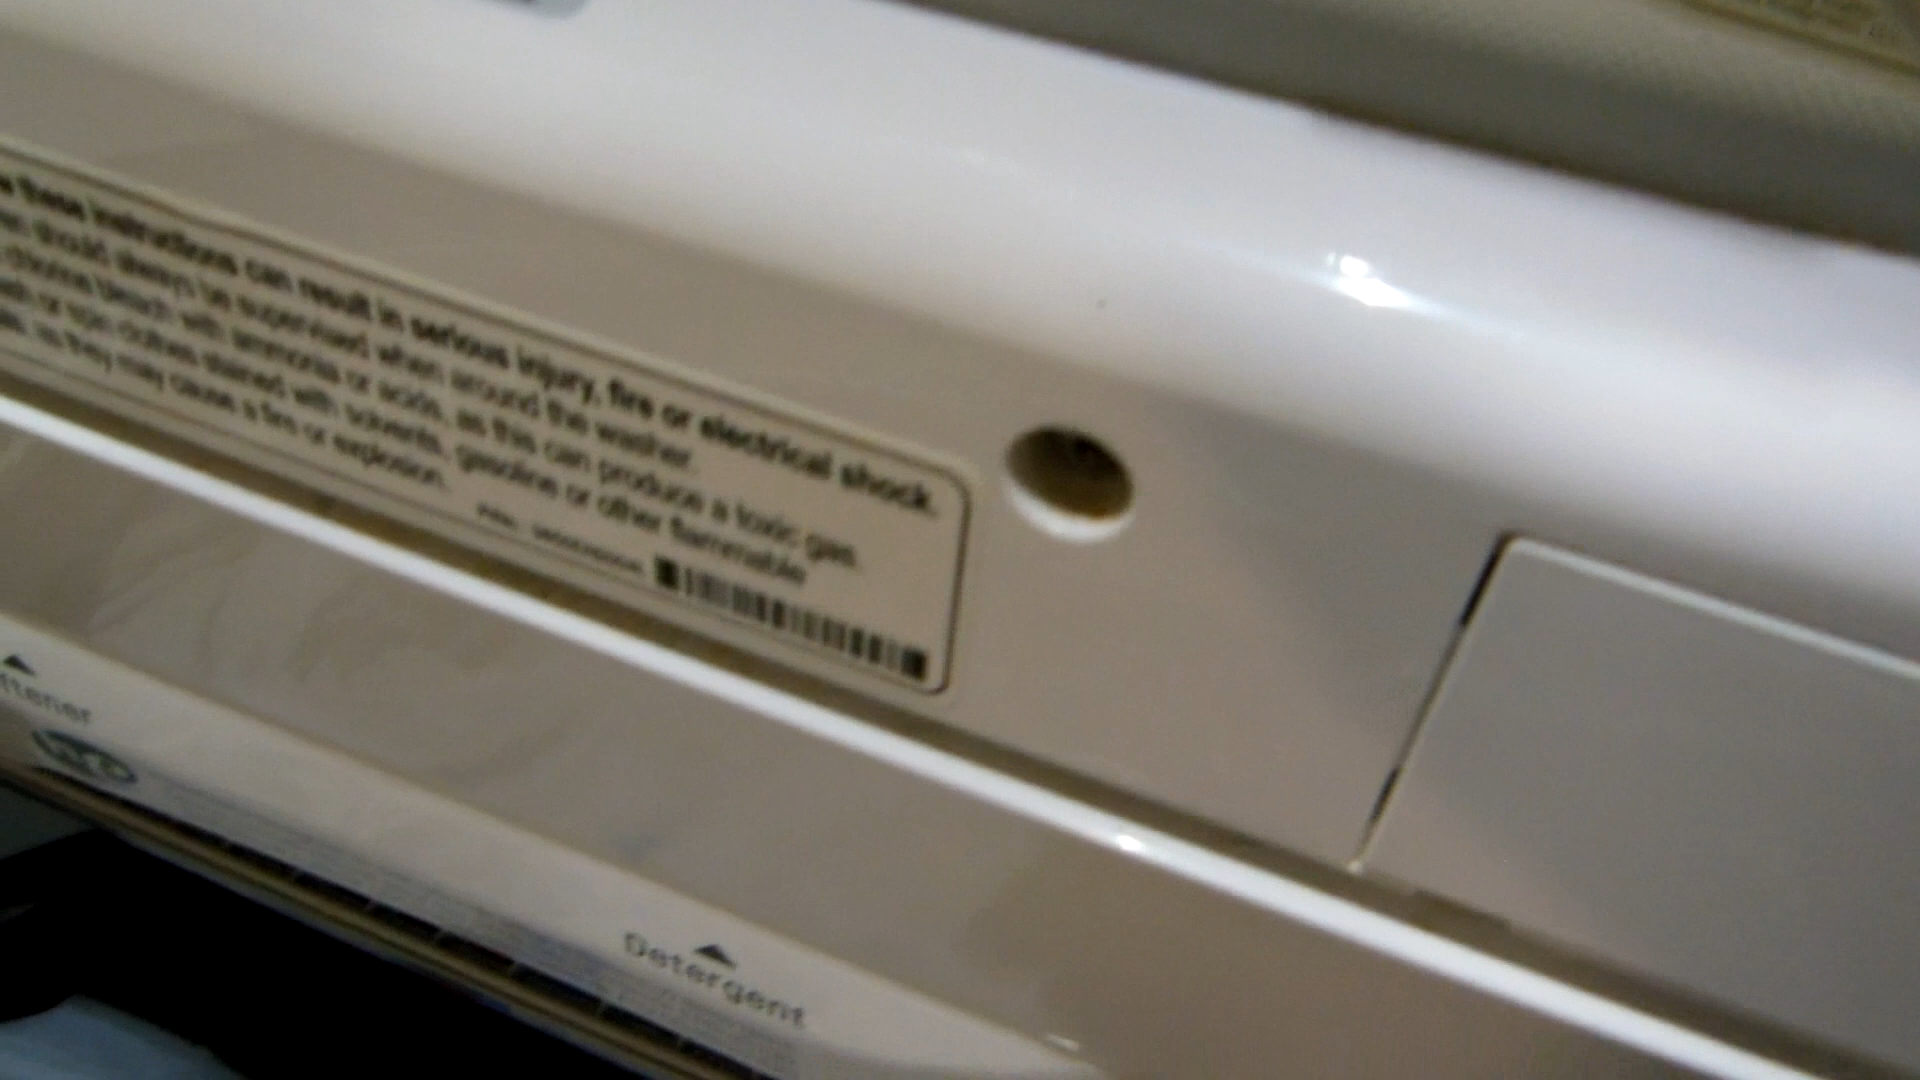 these instructions can result in serious injury, fire or electrical shock.
should always be supervised when around the washer.
chlorine bleach with ammonia or acids, as this can produce a toxic gas.
or spin clothes stained with solvents, gasoline or other flammable
as they may cause a fire or explosion.
Detergent